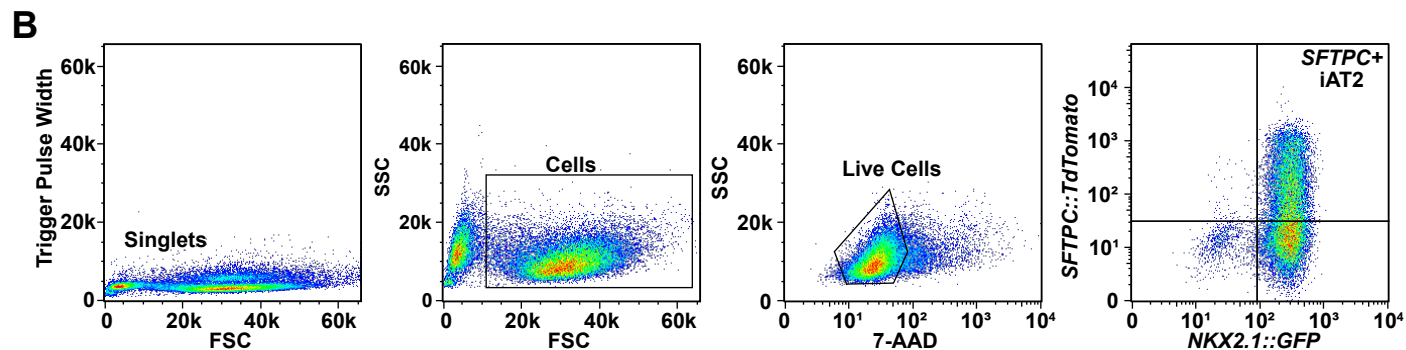 B
Trigger Pulse Width
60k
40k
20k
0
Singlets
0
20k
40k
60k
FSC
SSC
60k
40k
20k
0
Cells
0
20k
40k
60k
FSC
SSC
60k
40k
20k
0
Live Cells
0
10¹
10²
10³
10⁴
7-AAD
SFTPC::TdTomato
10⁴
10³
10²
10¹
0
SFTPC+
iAT2
0
10¹
10²
10³
10⁴
NKX2.1::GFP